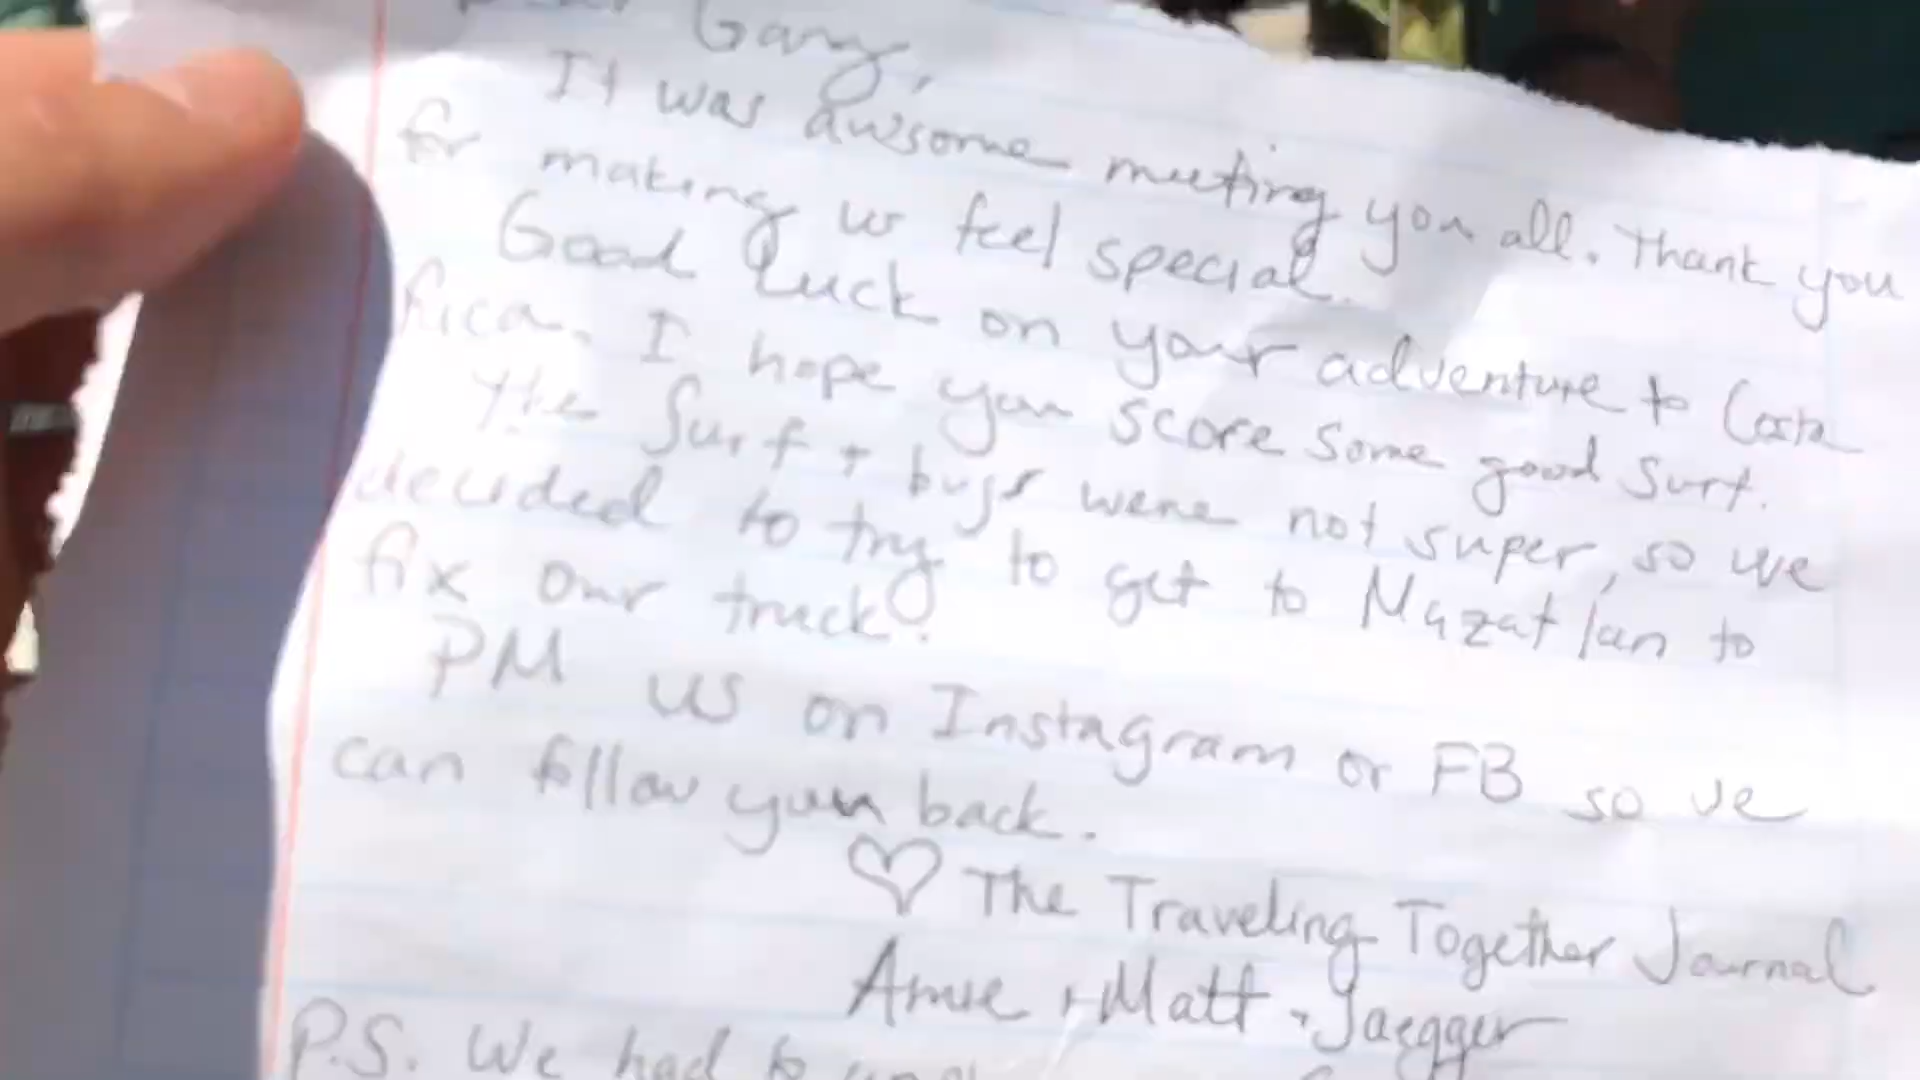 Gary,
It was awsome meeting you all. Thank you
for making us feel special.
Good luck on your adventure to Costa
Rica. I hope you score some good surf.
The Surf + bugs were not super, so we
decided to try to get to Mazatlan to
fix our truck.
PM us on Instagram or FB so we
can follow you back.
♡ The Traveling Together Journal
Amie + Matt + Jaegger
P.S. We had to